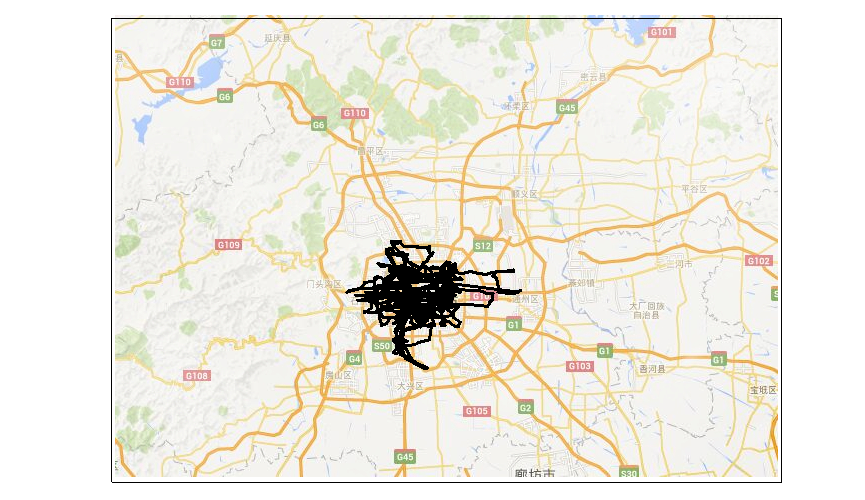 G101
延庆县
G7
县
密云县
G110
G6
G45
怀柔区
G110
G6
昌平区
平谷区
顺义区
G109
S12
G102
三河市
门头沟区
燕郊镇
通州区
大厂回族
自治县
G1
S50
G4
G1
G1
G103
香河县
G108
房山区
大兴区
宝坻区
G105
G2
G45
廊坊市
S30